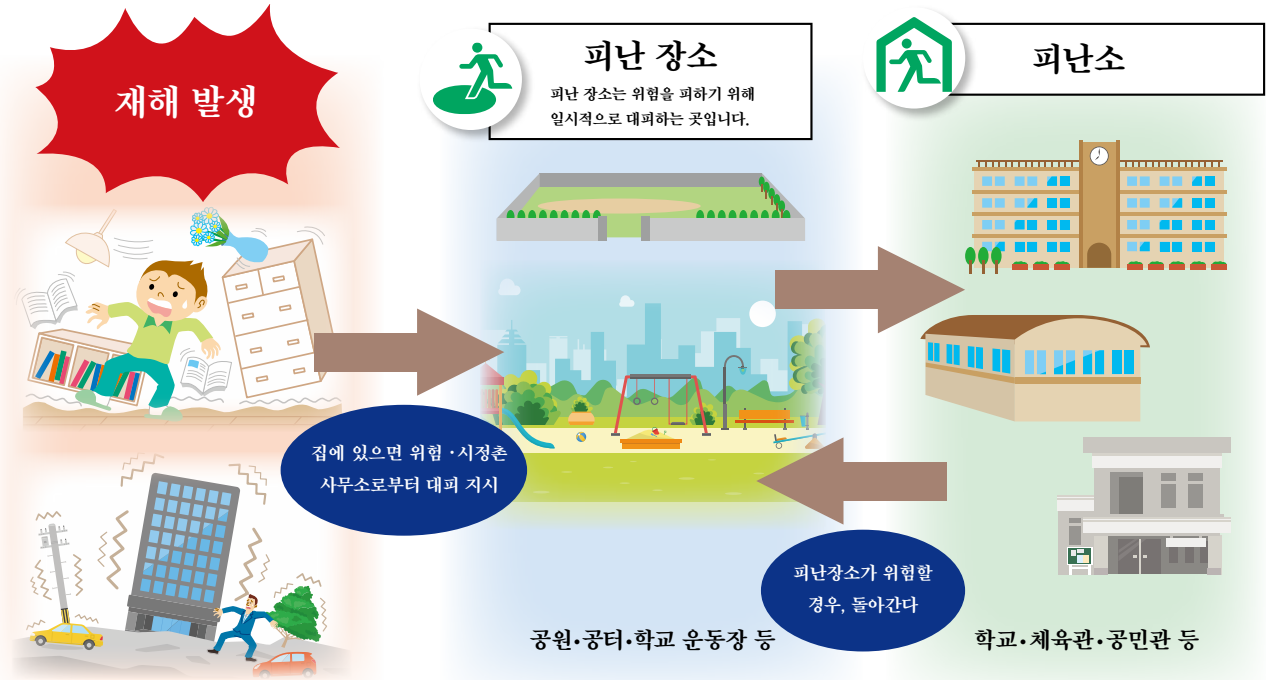 재해 발생
피난 장소
피난 장소는 위험을 피하기 위해
일시적으로 대피하는 곳입니다.
피난소
집에 있으면 위험・시정촌
사무소로부터 대피 지시
피난장소가 위험할
경우, 돌아간다
공원・공터・학교 운동장 등
학교・체육관・공민관 등